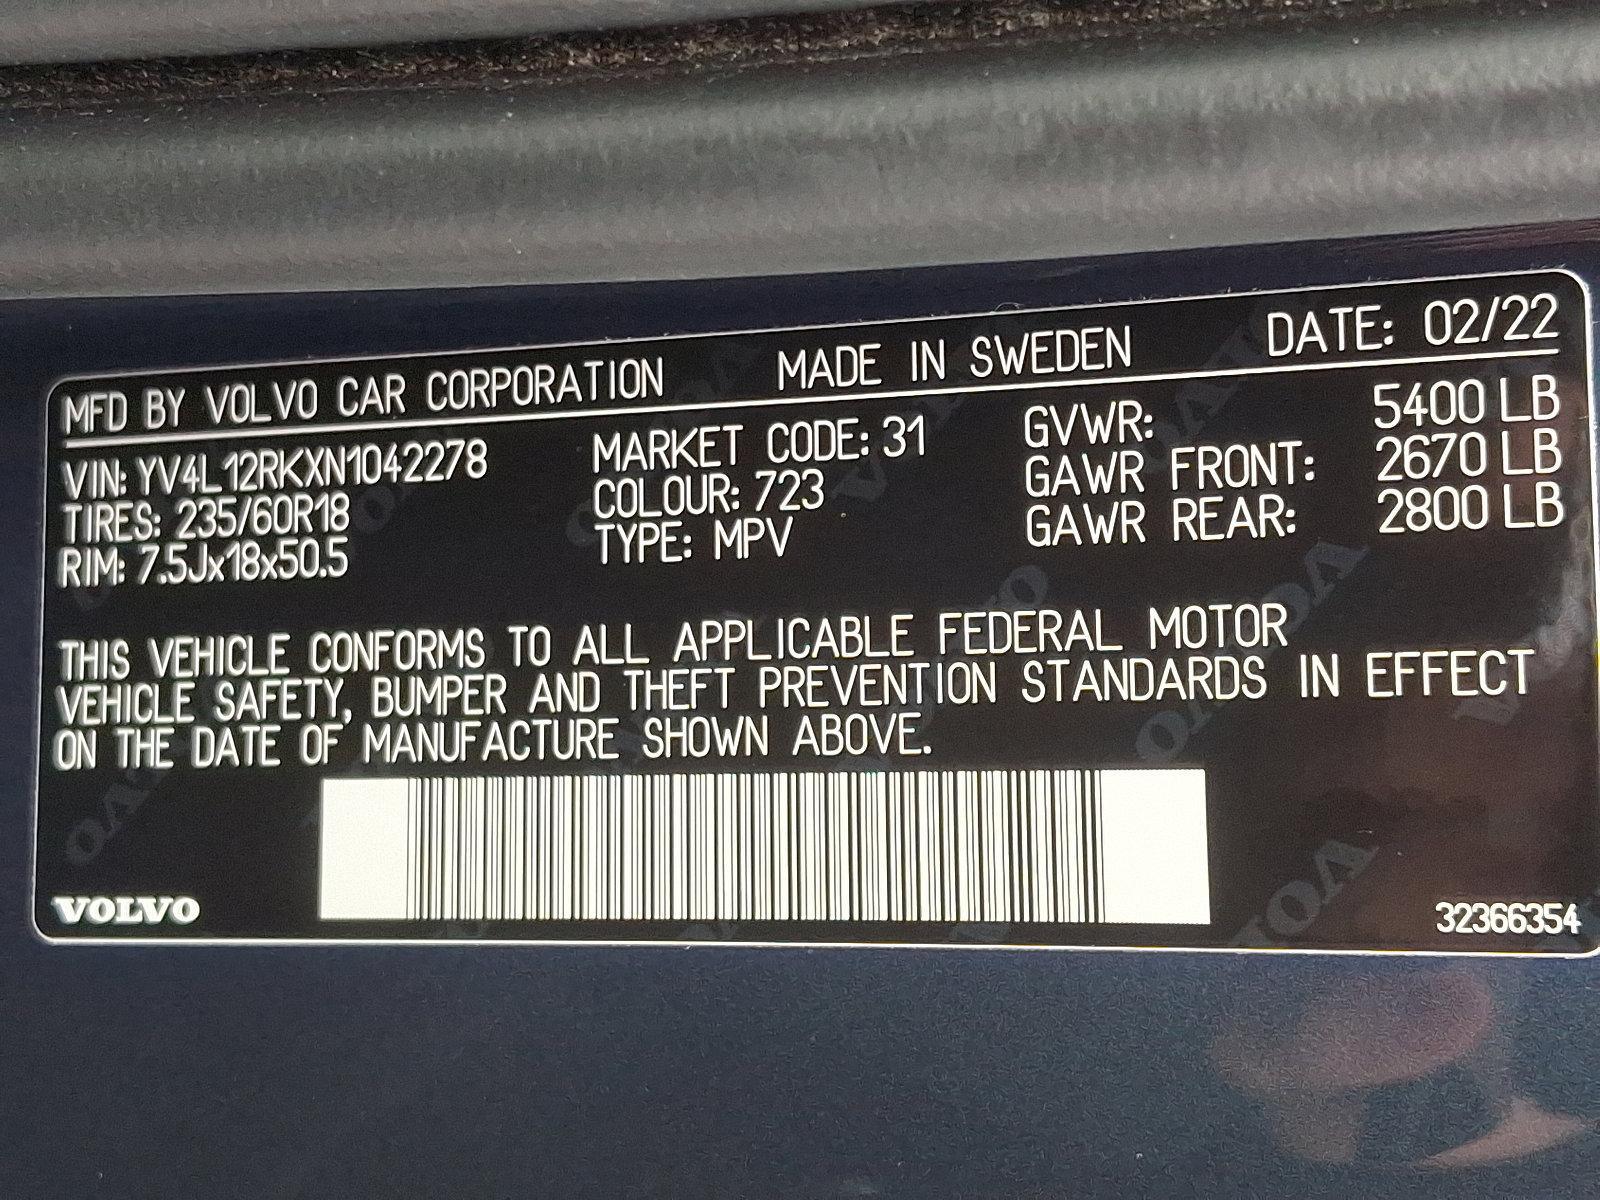 MFD BY VOLVO CAR CORPORATION MADE IN SWEDEN DATE: 02/22
VIN: YV4L12RKXN1042278 MARKET CODE: 31 GVWR: 5400 LB
TIRES: 235/60R18 COLOUR: 723 GAWR FRONT: 2670 LB
RIM: 7.5Jx18x50.5 TYPE: MPV GAWR REAR: 2800 LB
THIS VEHICLE CONFORMS TO ALL APPLICABLE FEDERAL MOTOR
VEHICLE SAFETY, BUMPER AND THEFT PREVENTION STANDARDS IN EFFECT
ON THE DATE OF MANUFACTURE SHOWN ABOVE.
VOLVO 32366354